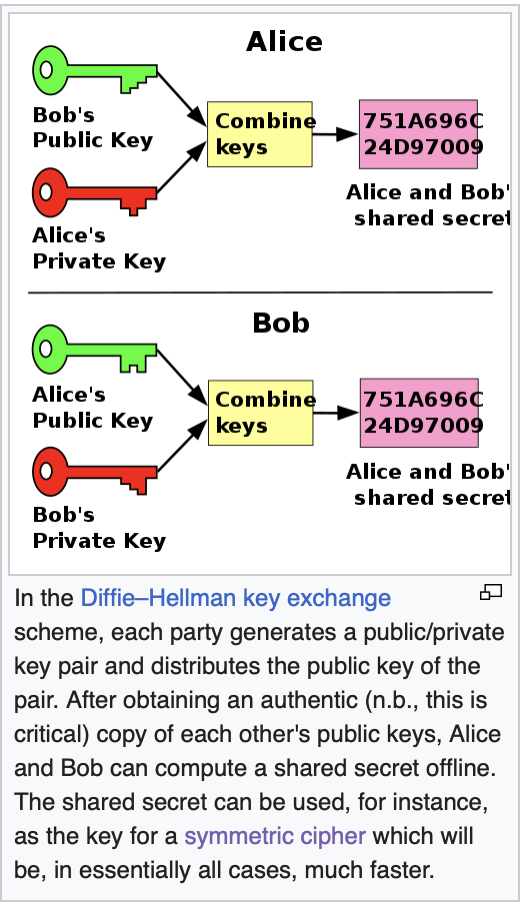 Alice
Bob's
Public Key
Combine
keys
751A696C
24D97009
Alice's
Private Key
Alice and Bob'
shared secret
Bob
Alice's
Public Key
Combine
keys
751A696C
24D97009
Bob's
Private Key
Alice and Bob'
shared secret
In the Diffie–Hellman key exchange
scheme, each party generates a public/private
key pair and distributes the public key of the
pair. After obtaining an authentic (n.b., this is
critical) copy of each other's public keys, Alice
and Bob can compute a shared secret offline.
The shared secret can be used, for instance,
as the key for a symmetric cipher which will
be, in essentially all cases, much faster.